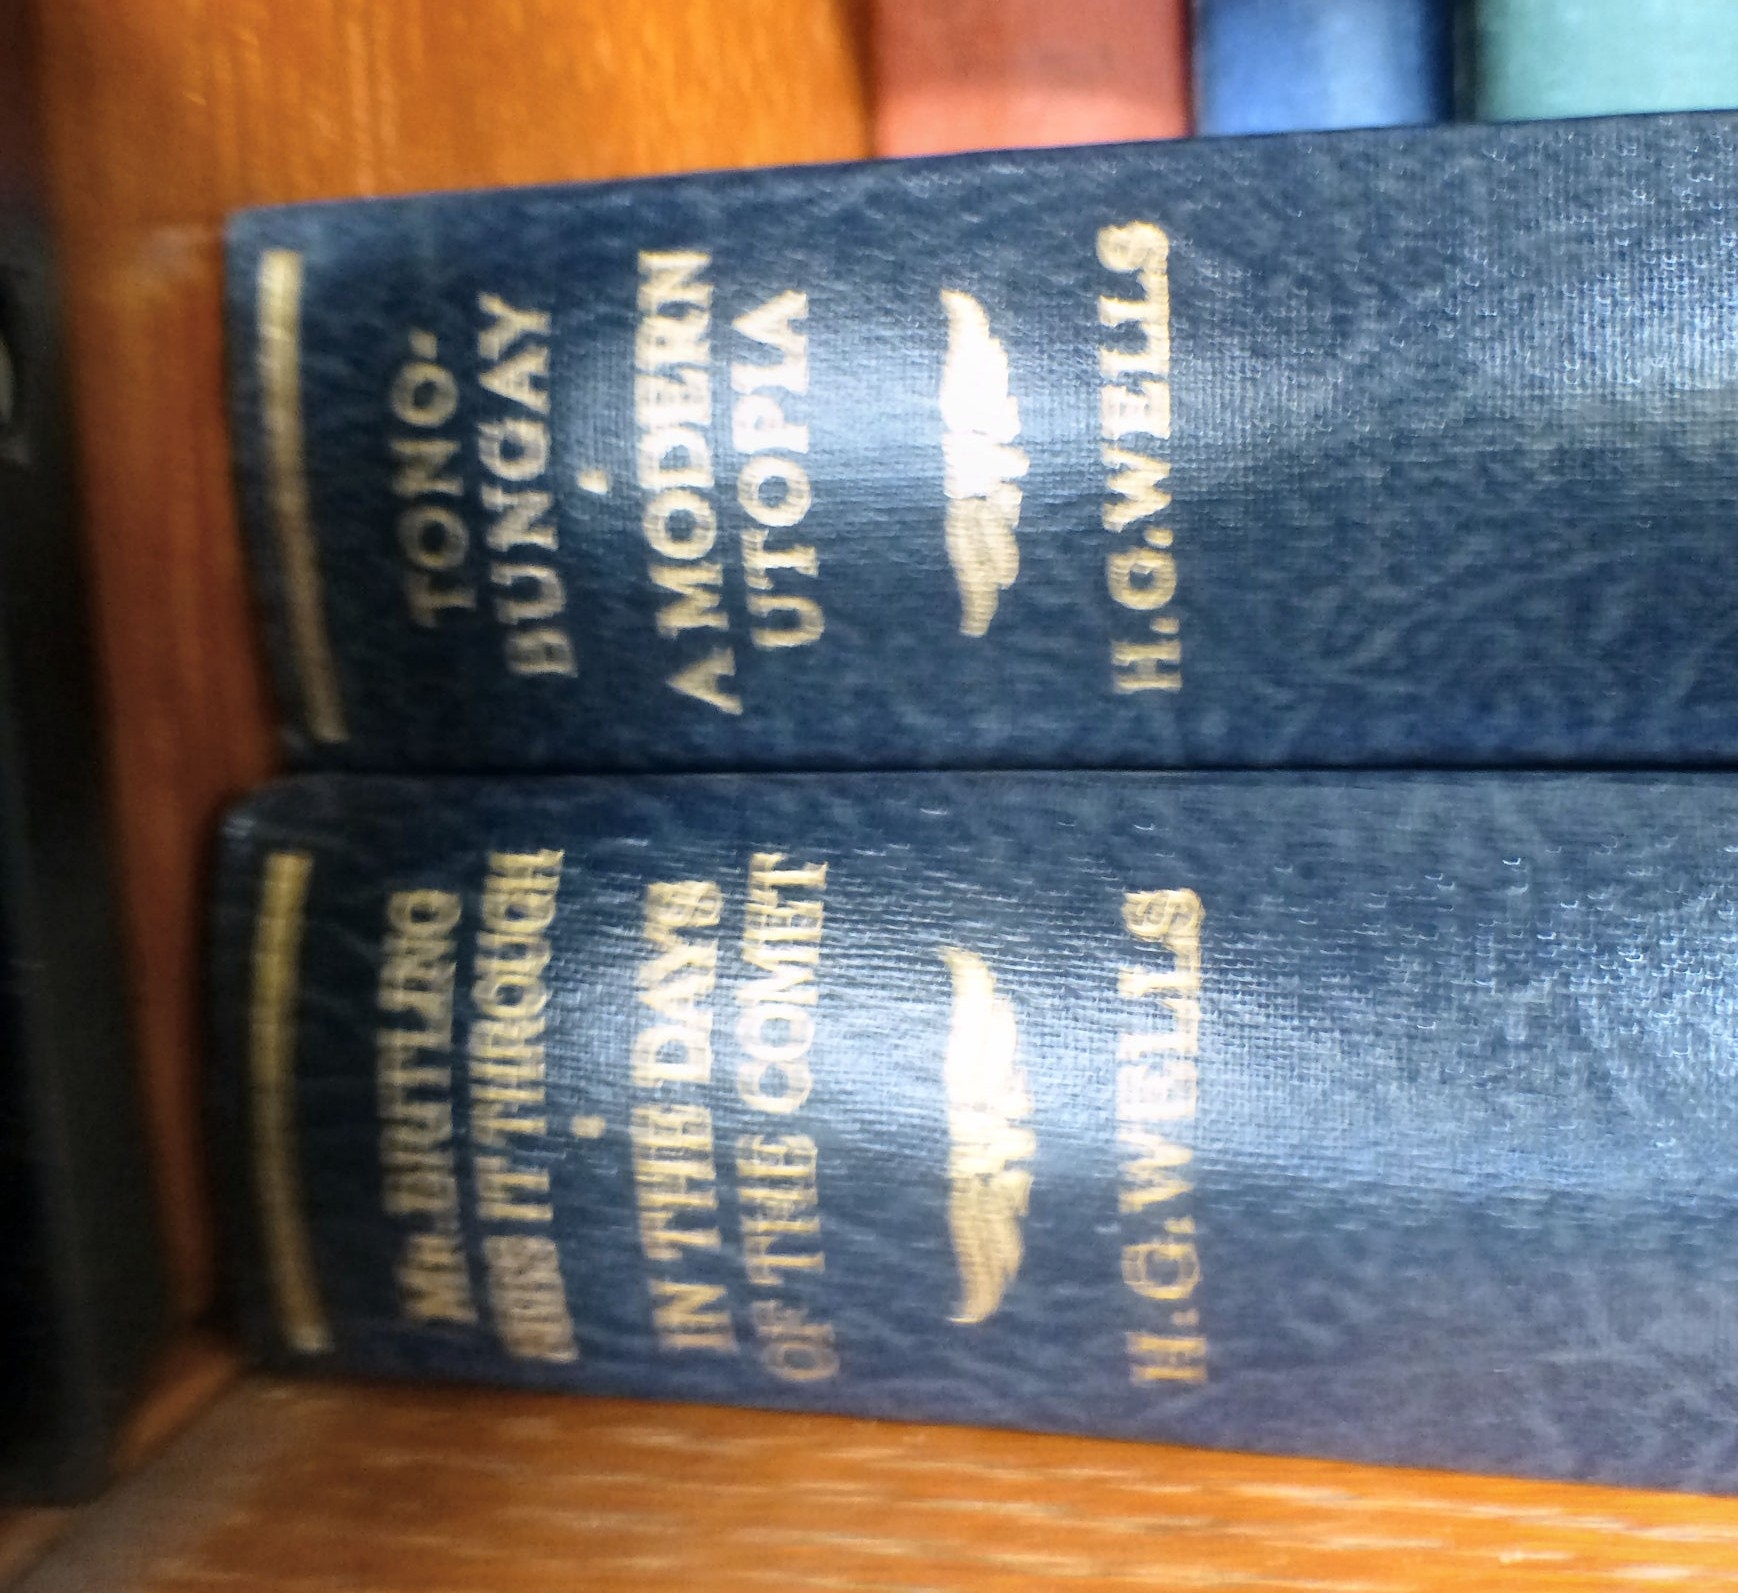 TONO-
BUNGAY
A MODERN
UTOPIA
H.G.WELLS
MR. BRITLING
SEES IT THROUGH
IN THE DAYS
OF THE COMET
H.G.WELLS